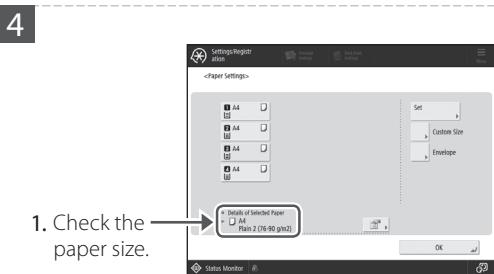 4
Settings/Registr
ation
Menu
<Paper Settings>
1 A4
2 A4
3 A4
4 A4
Set
Custom Size
Envelope
Details of Selected Paper
A4
Plain 2 (76-90 g/m2)
OK
Status Monitor
1. Check the
paper size.